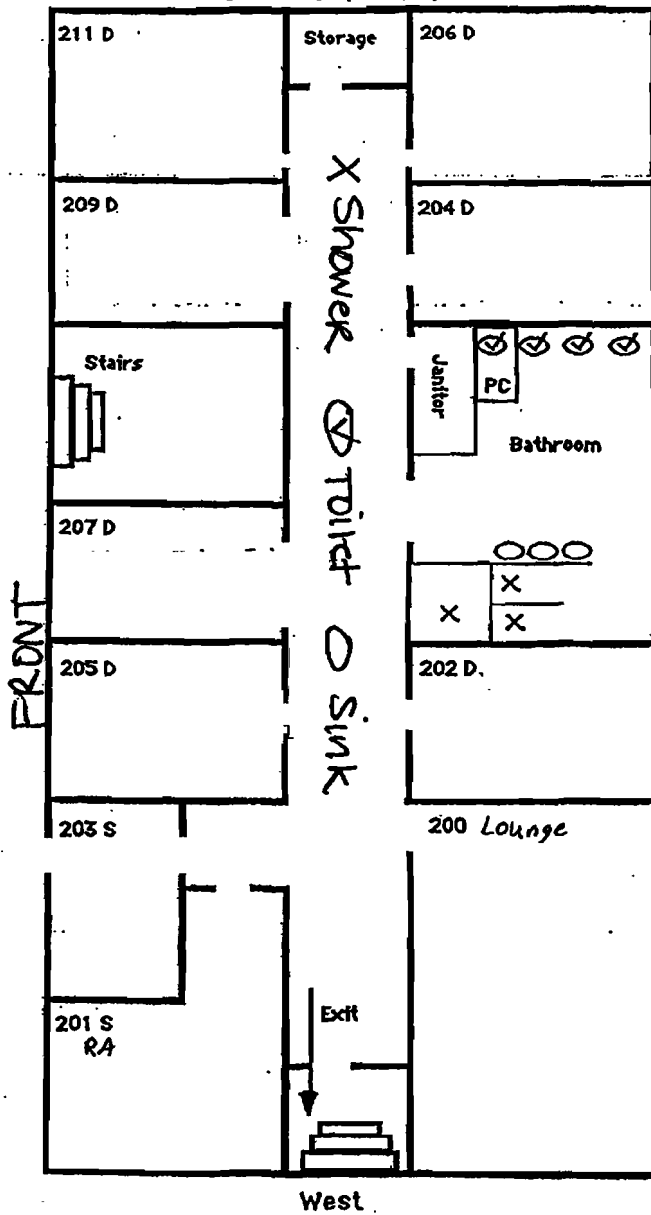 211 D
Storage
206 D
209 D
204 D
X Shower
Stairs
Janitor
PC
Bathroom
Toilet
207 D
X
X
X
FRONT
205 D
202 D.
O Sink
203 S
200 Lounge
201 S
RA
Exit
West